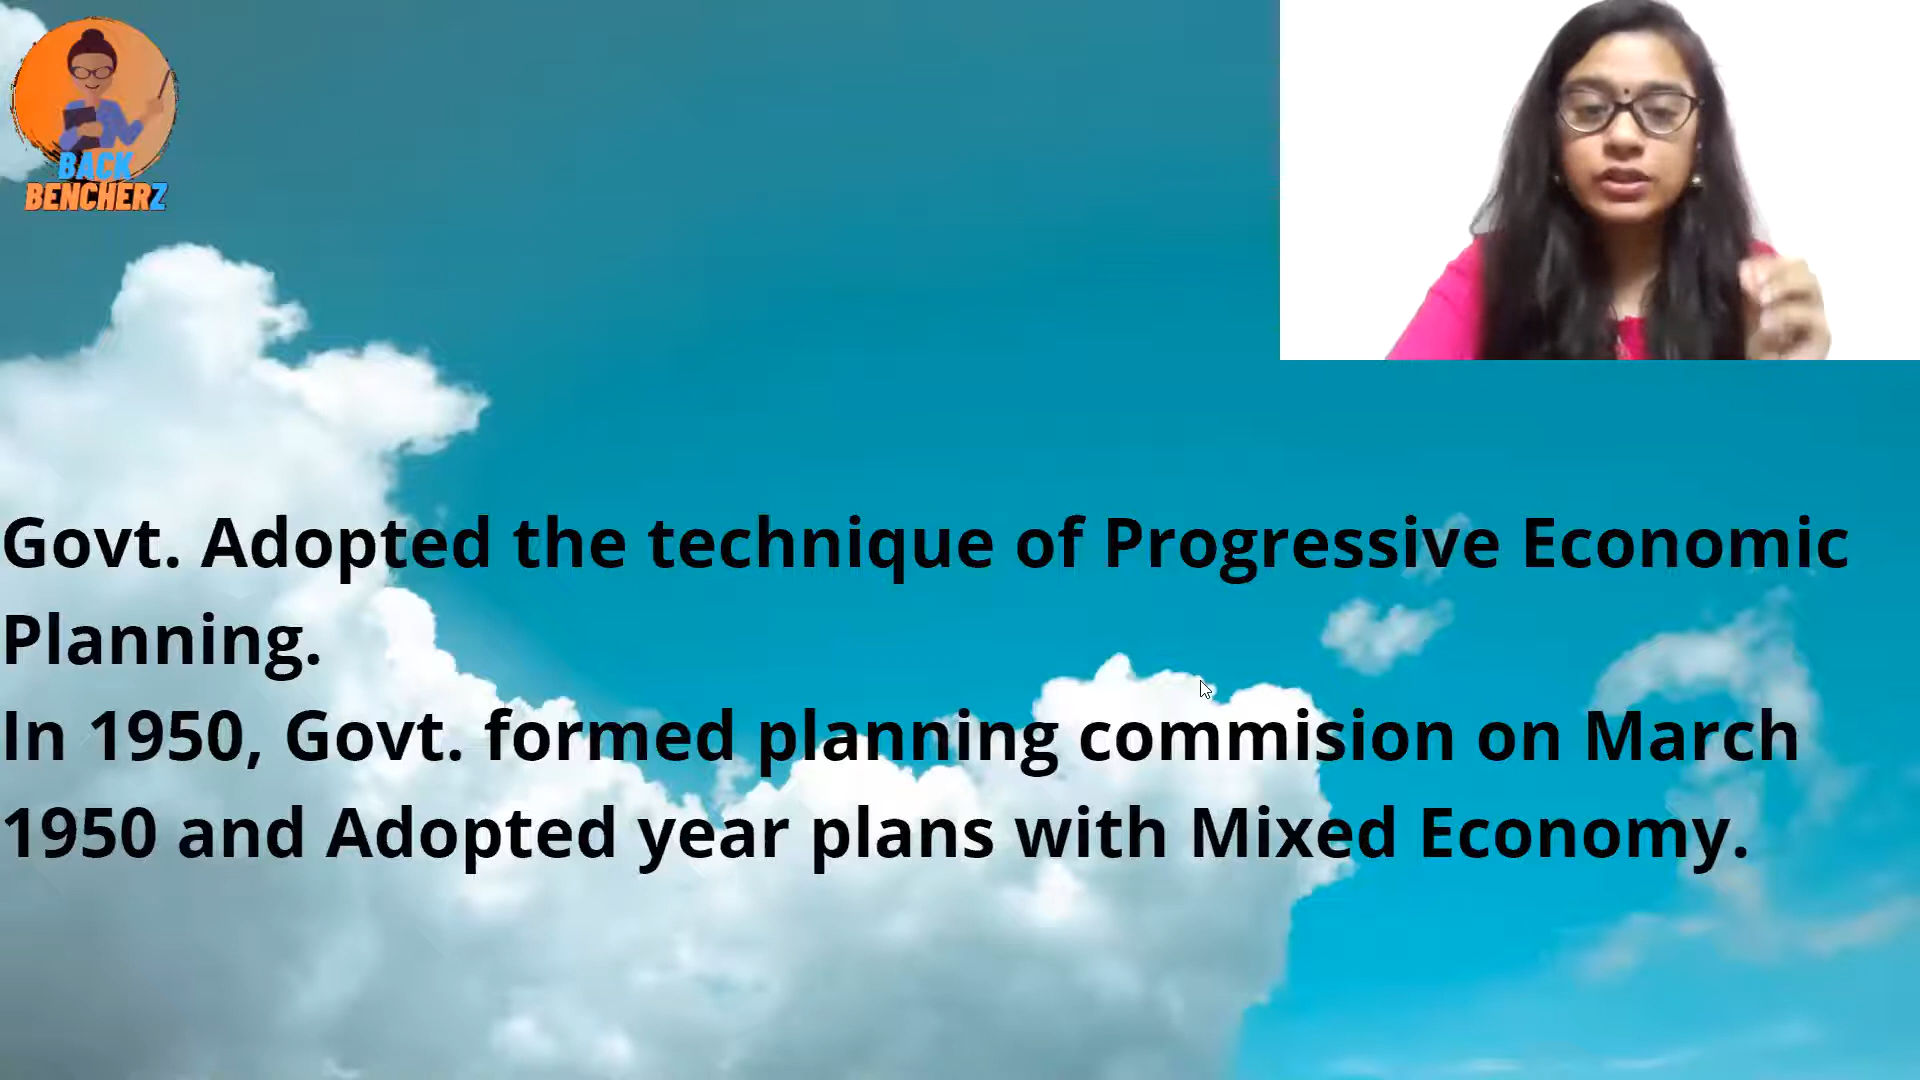 BACK
BENCHERZ
Govt. Adopted the technique of Progressive Economic
Planning.
In 1950, Govt. formed planning commision on March
1950 and Adopted year plans with Mixed Economy.